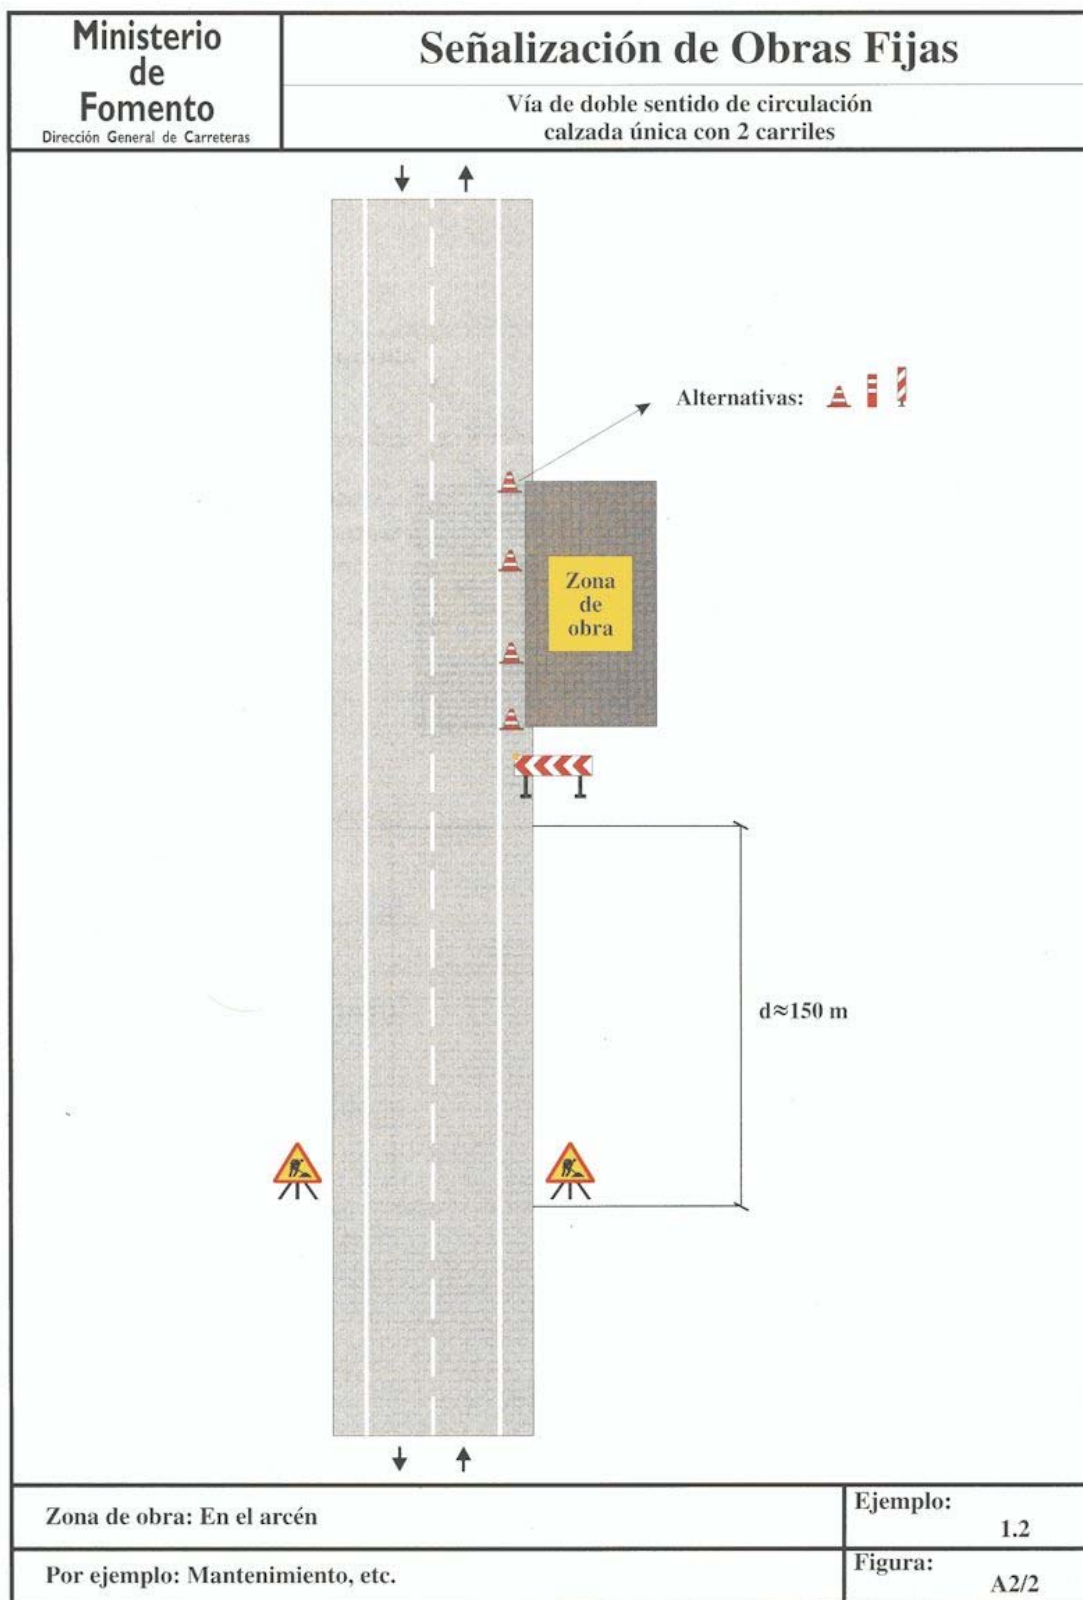 Ministerio
de
Fomento
Dirección General de Carreteras
Señalización de Obras Fijas
Vía de doble sentido de circulación
calzada única con 2 carriles
Alternativas:
Zona
de
obra
d≈150 m
Zona de obra: En el arcén
Ejemplo:
1.2
Por ejemplo: Mantenimiento, etc.
Figura:
A2/2